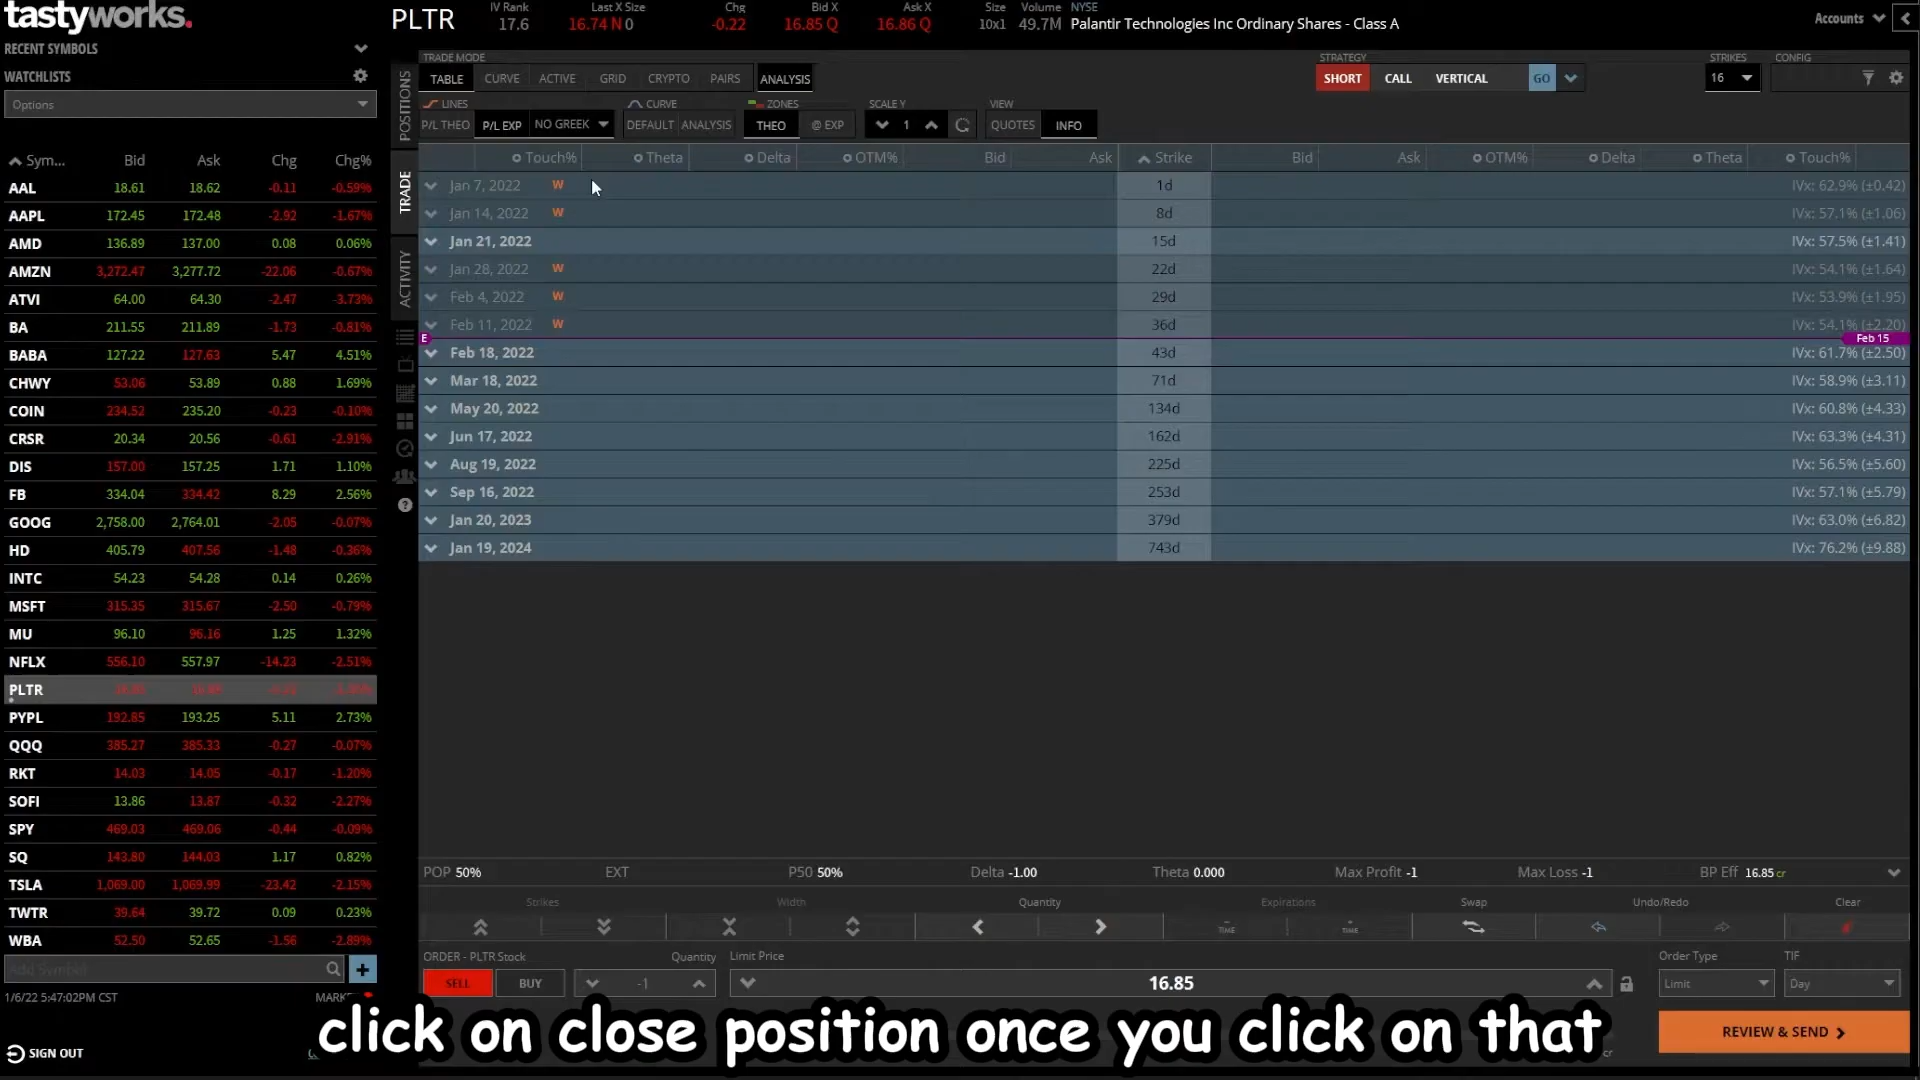 tastyworks.
RECENT SYMBOLS
WATCHLISTS
Options
Sym... Bid Ask Chg Chg%
AAL 18.61 18.62 -0.11 -0.59%
AAPL 172.45 172.48 -2.92 -1.67%
AMD 136.89 137.00 0.08 0.06%
AMZN 3,272.47 3,277.72 -22.06 -0.67%
ATVI 64.00 64.30 -2.47 -3.73%
BA 211.55 211.89 -1.73 -0.81%
BABA 127.22 127.63 5.47 4.51%
CHWY 53.06 53.89 0.88 1.69%
COIN 234.52 235.20 -0.23 -0.10%
CRSR 20.34 20.56 -0.61 -2.91%
DIS 157.00 157.25 1.71 1.10%
FB 334.04 334.42 8.29 2.56%
GOOG 2,758.00 2,764.01 -2.05 -0.07%
HD 405.79 407.56 -1.48 -0.36%
INTC 54.23 54.28 0.14 0.26%
MSFT 315.35 315.67 -2.50 -0.79%
MU 96.10 96.16 1.25 1.32%
NFLX 556.10 557.97 -14.23 -2.51%
PLTR
PYPL 192.85 193.25 5.11 2.73%
QQQ 385.27 385.33 -0.27 -0.07%
RKT 14.03 14.05 -0.17 -1.20%
SOFI 13.86 13.87 -0.32 -2.27%
SPY 469.03 469.06 -0.44 -0.09%
SQ 143.80 144.03 1.17 0.82%
TSLA 1,069.00 1,069.99 -23.42 -2.15%
TWTR 39.64 39.72 0.09 0.23%
WBA 52.50 52.65 -1.56 -2.89%
Add Symbol
1/6/22 5:47:02PM CST
SIGN OUT
POSITIONS
TRADE
ACTIVITY
PLTR
IV Rank Last X Size Chg Bid X Ask X Size Volume NYSE
17.6 16.74 N 0 -0.22 16.85 Q 16.86 Q 10x1 49.7M Palantir Technologies Inc Ordinary Shares - Class A
Accounts
TRADE MODE STRATEGY STRIKES CONFIG
TABLE CURVE ACTIVE GRID CRYPTO PAIRS ANALYSIS SHORT CALL VERTICAL GO 16
LINES CURVE ZONES SCALE Y VIEW
P/L THEO P/L EXP NO GREEK DEFAULT ANALYSIS THEO @ EXP 1 QUOTES INFO
Touch% Theta Delta OTM% Bid Ask Strike Bid Ask OTM% Delta Theta Touch%
Jan 7, 2022 W 1d IVx: 62.9% (±0.42)
Jan 14, 2022 W 8d IVx: 57.1% (±1.06)
Jan 21, 2022 15d IVx: 57.5% (±1.41)
Jan 28, 2022 W 22d IVx: 54.1% (±1.64)
Feb 4, 2022 W 29d IVx: 53.9% (±1.95)
Feb 11, 2022 W 36d IVx: 54.1% (±2.20)
E Feb 15
Feb 18, 2022 43d IVx: 61.7% (±2.50)
Mar 18, 2022 71d IVx: 58.9% (±3.11)
May 20, 2022 134d IVx: 60.8% (±4.33)
Jun 17, 2022 162d IVx: 63.3% (±4.31)
Aug 19, 2022 225d IVx: 56.5% (±5.60)
Sep 16, 2022 253d IVx: 57.1% (±5.79)
Jan 20, 2023 379d IVx: 63.0% (±6.82)
Jan 19, 2024 743d IVx: 76.2% (±9.88)
POP 50% EXT P50 50% Delta -1.00 Theta 0.000 Max Profit -1 Max Loss -1 BP Eff 16.85 cr
Strikes Width Quantity Expirations Swap Undo/Redo Clear
TIME TIME
ORDER - PLTR Stock Quantity Limit Price Order Type TIF
SELL BUY -1 16.85 Limit Day
REVIEW & SEND
cr
click on close position once you click on that